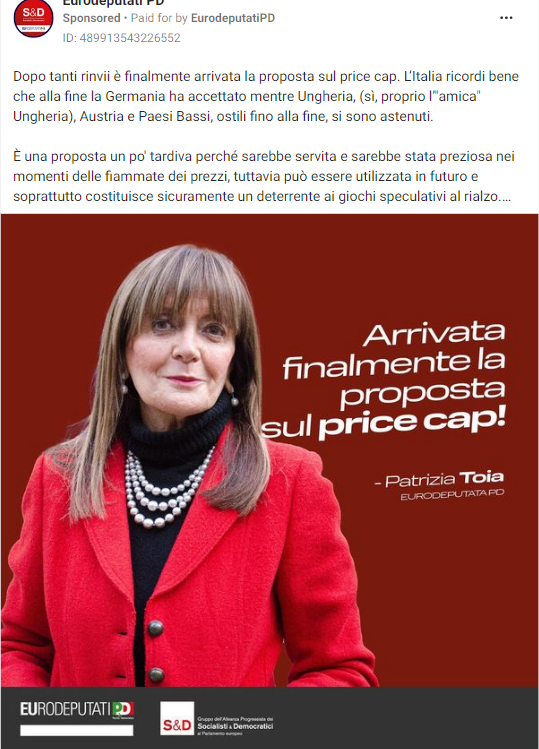 Eurodeputati PD
Sponsored • Paid for by EurodeputatiPD
ID: 489913543226552
Dopo tanti rinvii è finalmente arrivata la proposta sul price cap. L'Italia ricordi bene
che alla fine la Germania ha accettato mentre Ungheria, (sì, proprio l'"amica"
Ungheria), Austria e Paesi Bassi, ostili fino alla fine, si sono astenuti.
È una proposta un po' tardiva perché sarebbe servita e sarebbe stata preziosa nei
momenti delle fiammate dei prezzi, tuttavia può essere utilizzata in futuro e
soprattutto costituisce sicuramente un deterrente ai giochi speculativi al rialzo....
Arrivata
finalmente la
proposta
sul price cap!
- Patrizia Toia
EURODEPUTATA PD
EURODEPUTATI PD
S&D
Gruppo dell'Alleanza Progressista dei
Socialisti & Democratici
al Parlamento europeo
S&D